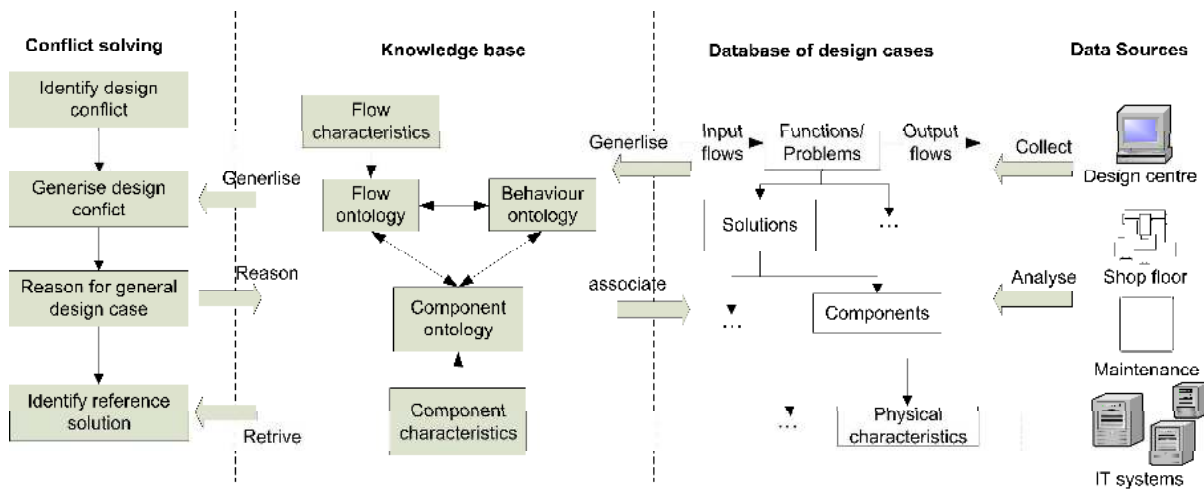 Conflict solving
Identify design
conflict
Generise design
confict
Reason for general
design case
Identify reference
solution
Generlise
Reason
Retrive
Knowledge base
Flow
characteristics
Flow
ontology
Behaviour
ontology
Component
ontology
Component
characteristics
Generlise
associate
Database of design cases
Input
flows
Functions/
Problems
Output
flows
Solutions
...
...
Components
...
Physical
characteristics
Collect
Analyse
Data Sources
Design centre
Shop floor
Maintenance
IT systems